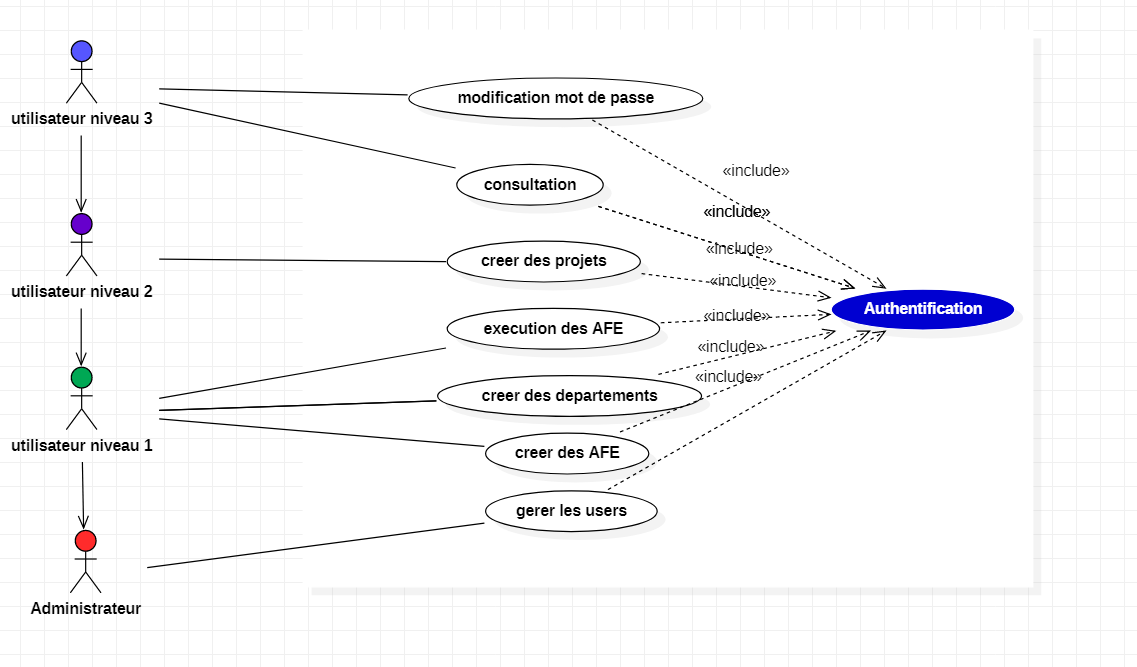 utilisateur niveau 3
modification mot de passe
«include»
consultation
«include»
«include»
creer des projets
«include»
utilisateur niveau 2
Authentification
«include»
execution des AFE
«include»
«include»
creer des departements
utilisateur niveau 1
creer des AFE
gerer les users
Administrateur